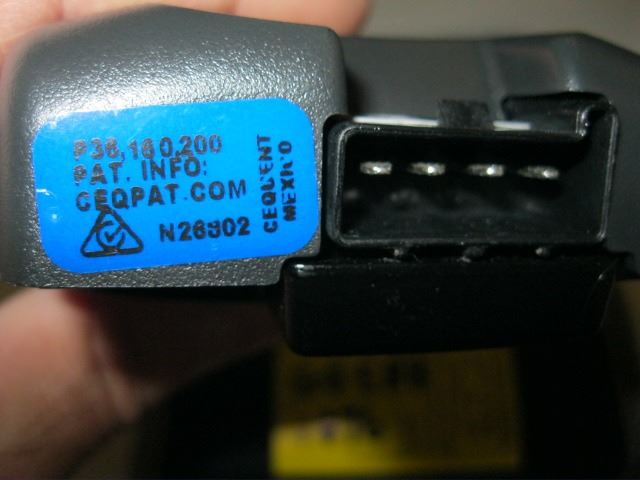 P36,160,200
PAT. INFO:
CEQPAT.COM
N26802
CEQUENT
MEXICO